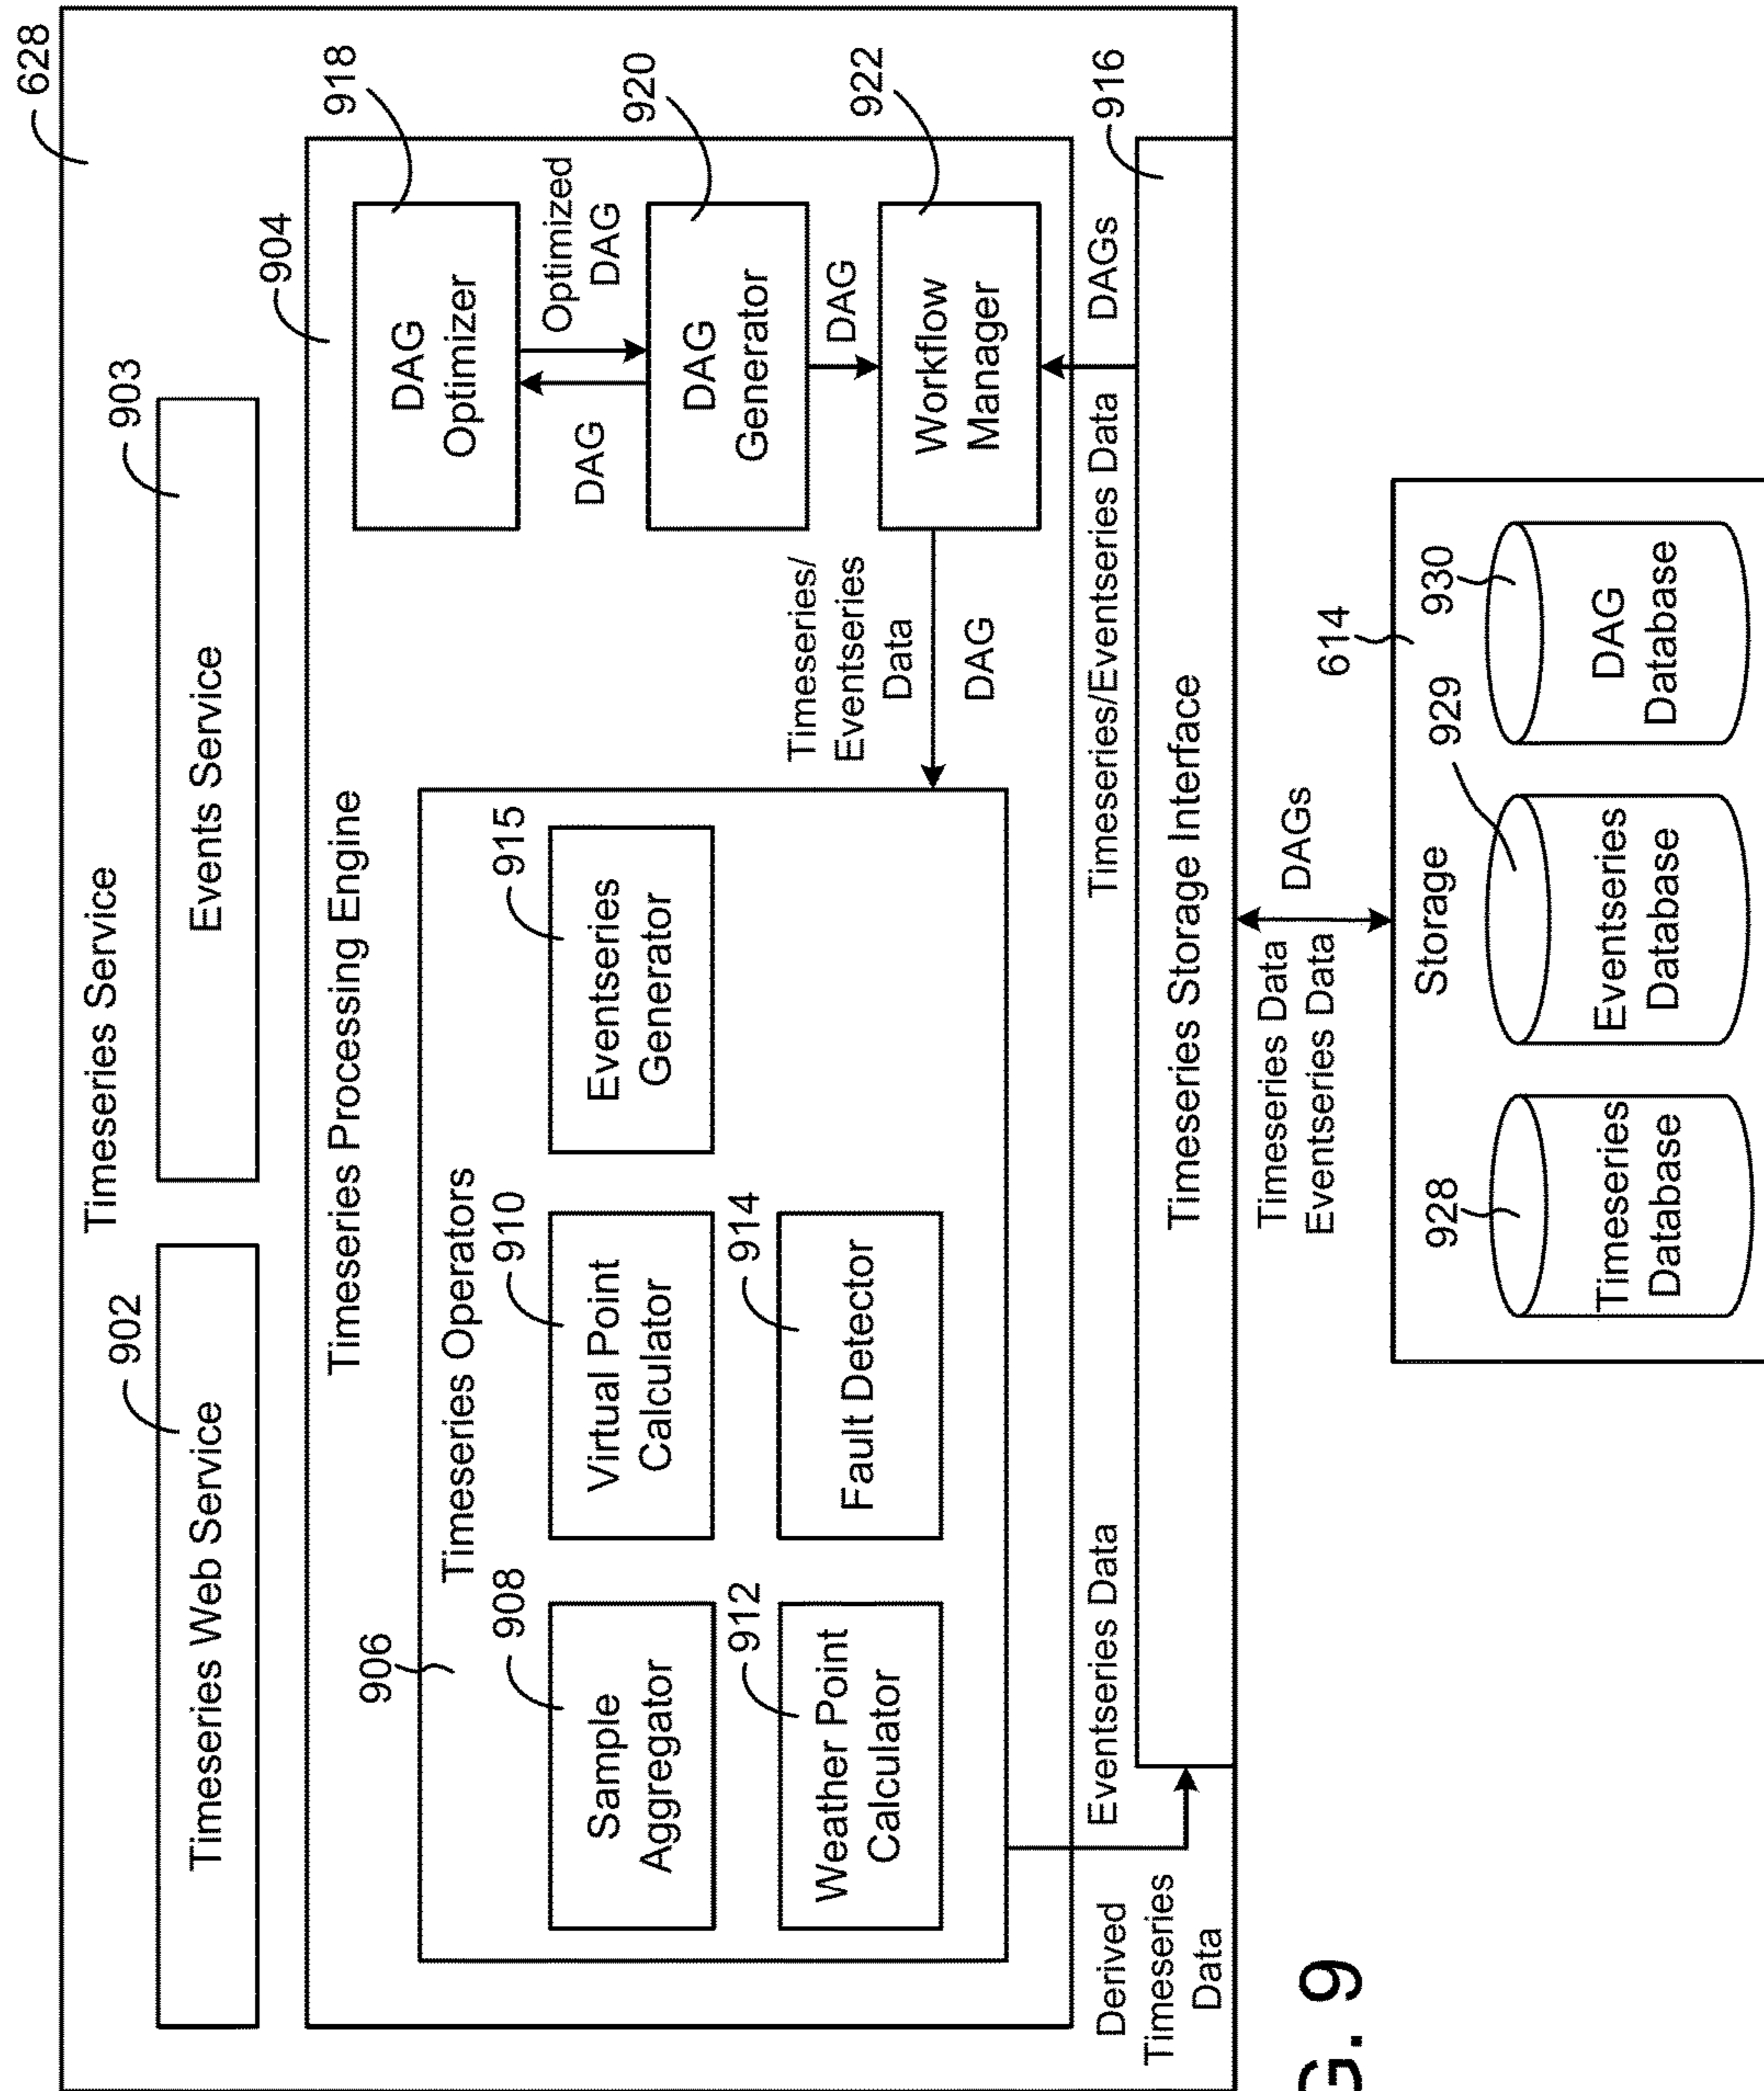 628
Timeseries Service
902
903
Timeseries Web Service
Events Service
904
Timeseries Processing Engine
906
Timeseries Operators
908
910
915
Sample
Aggregator
Virtual Point
Calculator
Eventseries
Generator
912
914
Weather Point
Calculator
Fault Detector
918
DAG
Optimizer
DAG
Optimized
DAG
920
DAG
Generator
DAG
922
Workflow
Manager
Timeseries/
Eventseries
Data
DAG
Derived
Timeseries
Data
Eventseries Data
Timeseries/Eventseries Data
DAGs
916
Timeseries Storage Interface
Timeseries Data
Eventseries Data
DAGs
614
Storage
928
929
930
Timeseries
Database
Eventseries
Database
DAG
Database
G. 9